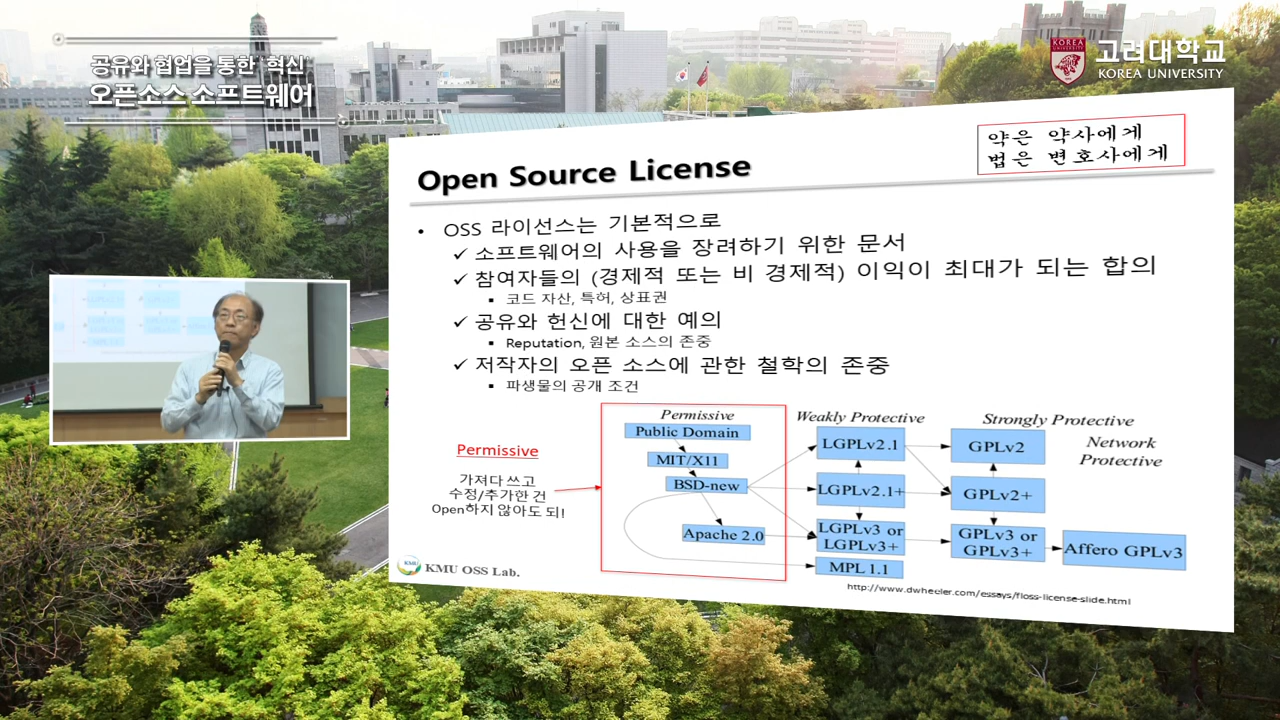 공유와 협업을 통한 혁신
오픈소스 소프트웨어
KOREA
고려대학교
KOREA UNIVERSITY
약은 약사에게
법은 변호사에게
Open Source License
• OSS 라이선스는 기본적으로
✓ 소프트웨어의 사용을 장려하기 위한 문서
✓ 참여자들의 (경제적 또는 비 경제적) 이익이 최대가 되는 합의
▪ 코드 자산, 특허, 상표권
✓ 공유와 헌신에 대한 예의
▪ Reputation, 원본 소스의 존중
✓ 저작자의 오픈 소스에 관한 철학의 존중
▪ 파생물의 공개 조건
Permissive
가져다 쓰고
수정/추가한 건
Open하지 않아도 되!
Permissive
Public Domain
MIT/X11
BSD-new
Apache 2.0
Weakly Protective
LGPLv2.1
LGPLv2.1+
LGPLv3 or
LGPLv3+
MPL 1.1
Strongly Protective
GPLv2
GPLv2+
GPLv3 or
GPLv3+
Network
Protective
Affero GPLv3
KMU
KMU OSS Lab.
http://www.dwheeler.com/essays/floss-license-slide.html